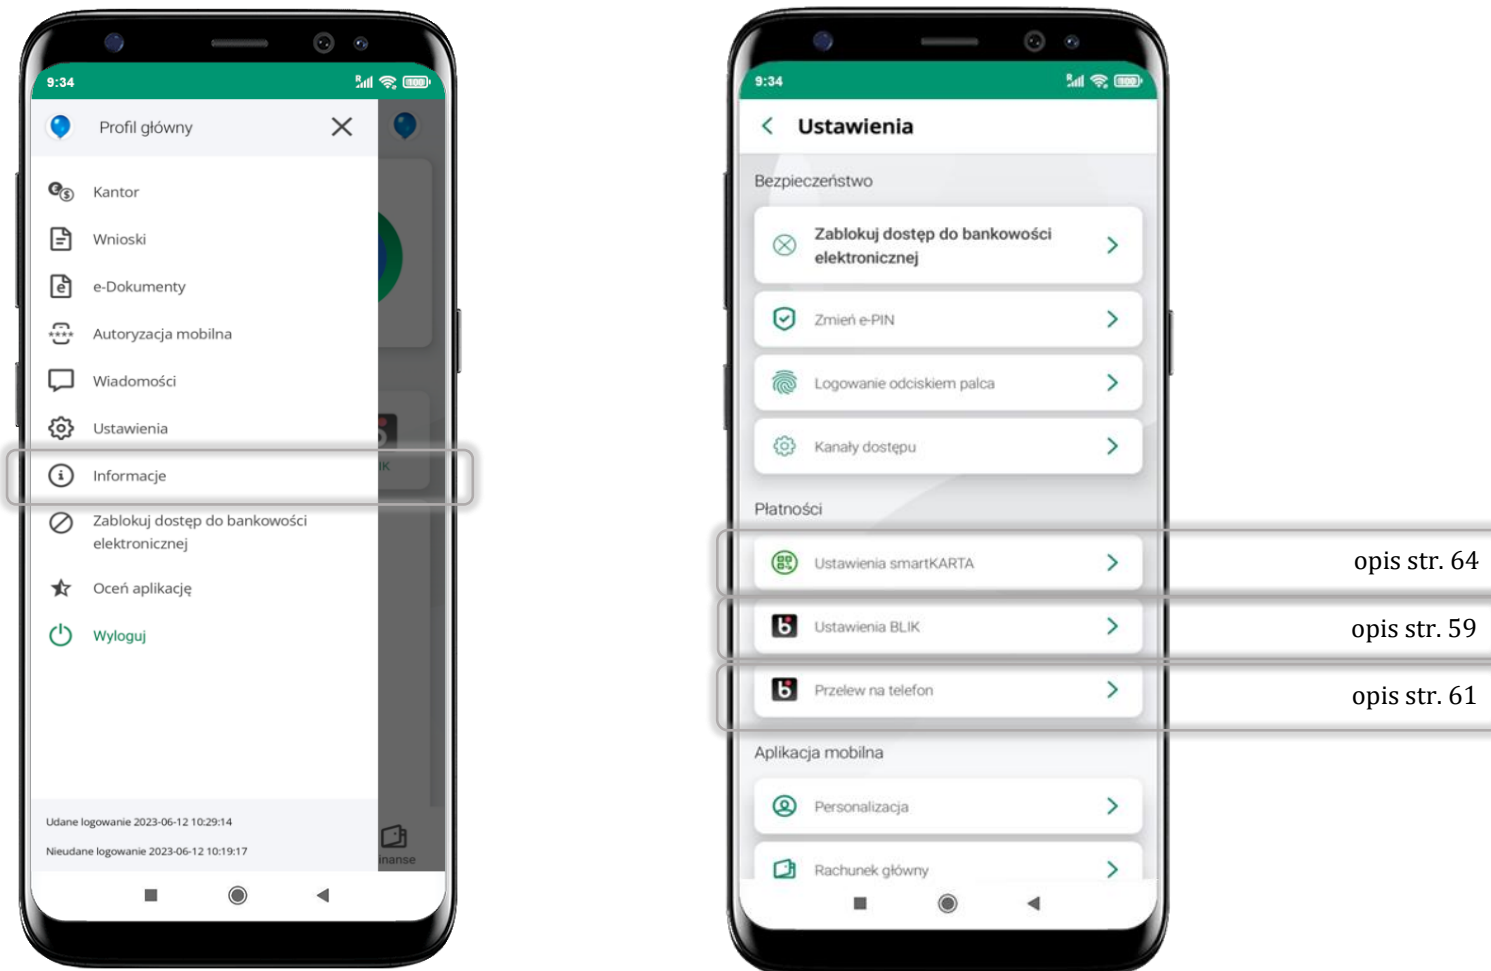 9:34
Profil główny
Kantor
Wnioski
e-Dokumenty
Autoryzacja mobilna
Wiadomości
Ustawienia
Informacje
Zablokuj dostęp do bankowości
elektronicznej
Oceń aplikację
Wyloguj
Udane logowanie 2023-06-12 10:29:14
Nieudane logowanie 2023-06-12 10:19:17
IK
inanse
9:34
Ustawienia
Bezpieczeństwo
Zablokuj dostęp do bankowości
elektronicznej
Zmień e-PIN
Logowanie odciskiem palca
Kanały dostępu
Płatności
Ustawienia smartKARTA
opis str. 64
Ustawienia BLIK
opis str. 59
Przelew na telefon
opis str. 61
Aplikacja mobilna
Personalizacja
Rachunek główny